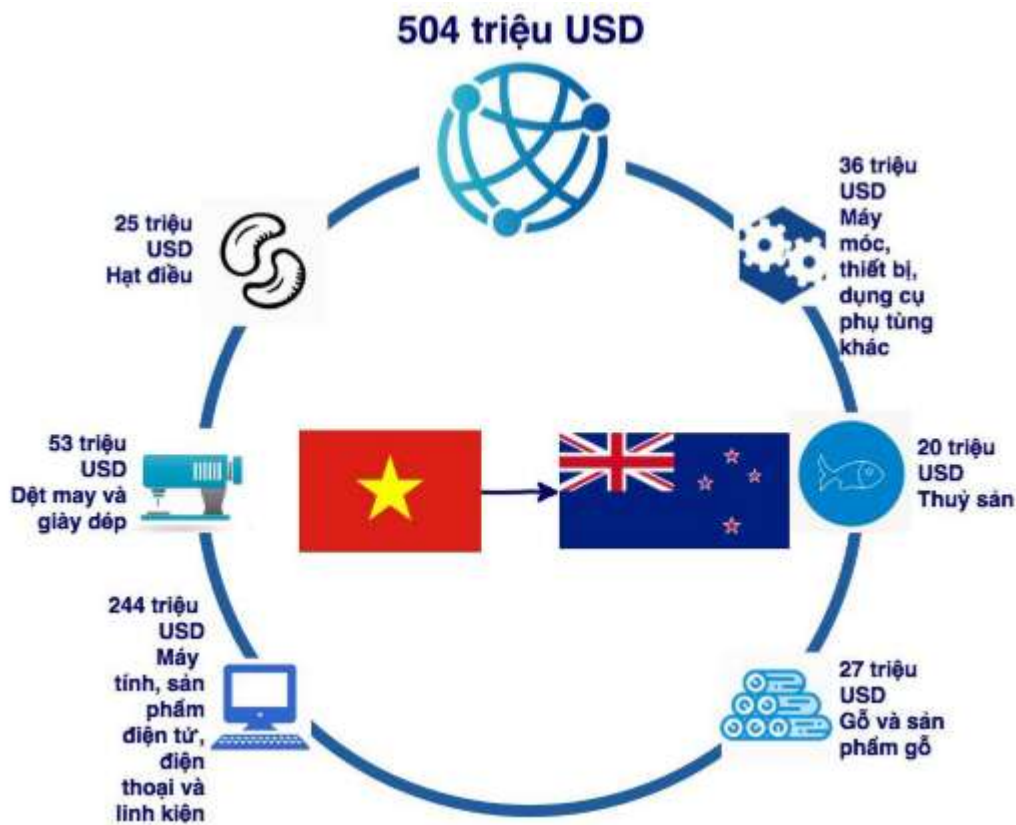 504 triệu USD
25 triệu
USD
Hạt điều
36 triệu
USD
Máy
móc,
thiết bị,
dụng cụ
phụ tùng
khác
53 triệu
USD
Dệt may và
giày dép
20 triệu
USD
Thuỷ sản
244 triệu
USD
Máy
tính, sản
phẩm
điện tử,
điện
thoại và
linh kiện
27 triệu
USD
Gỗ và sản
phẩm gỗ